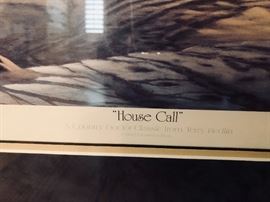 "House Call"
A Country Doctor Classic from Terry Redlin